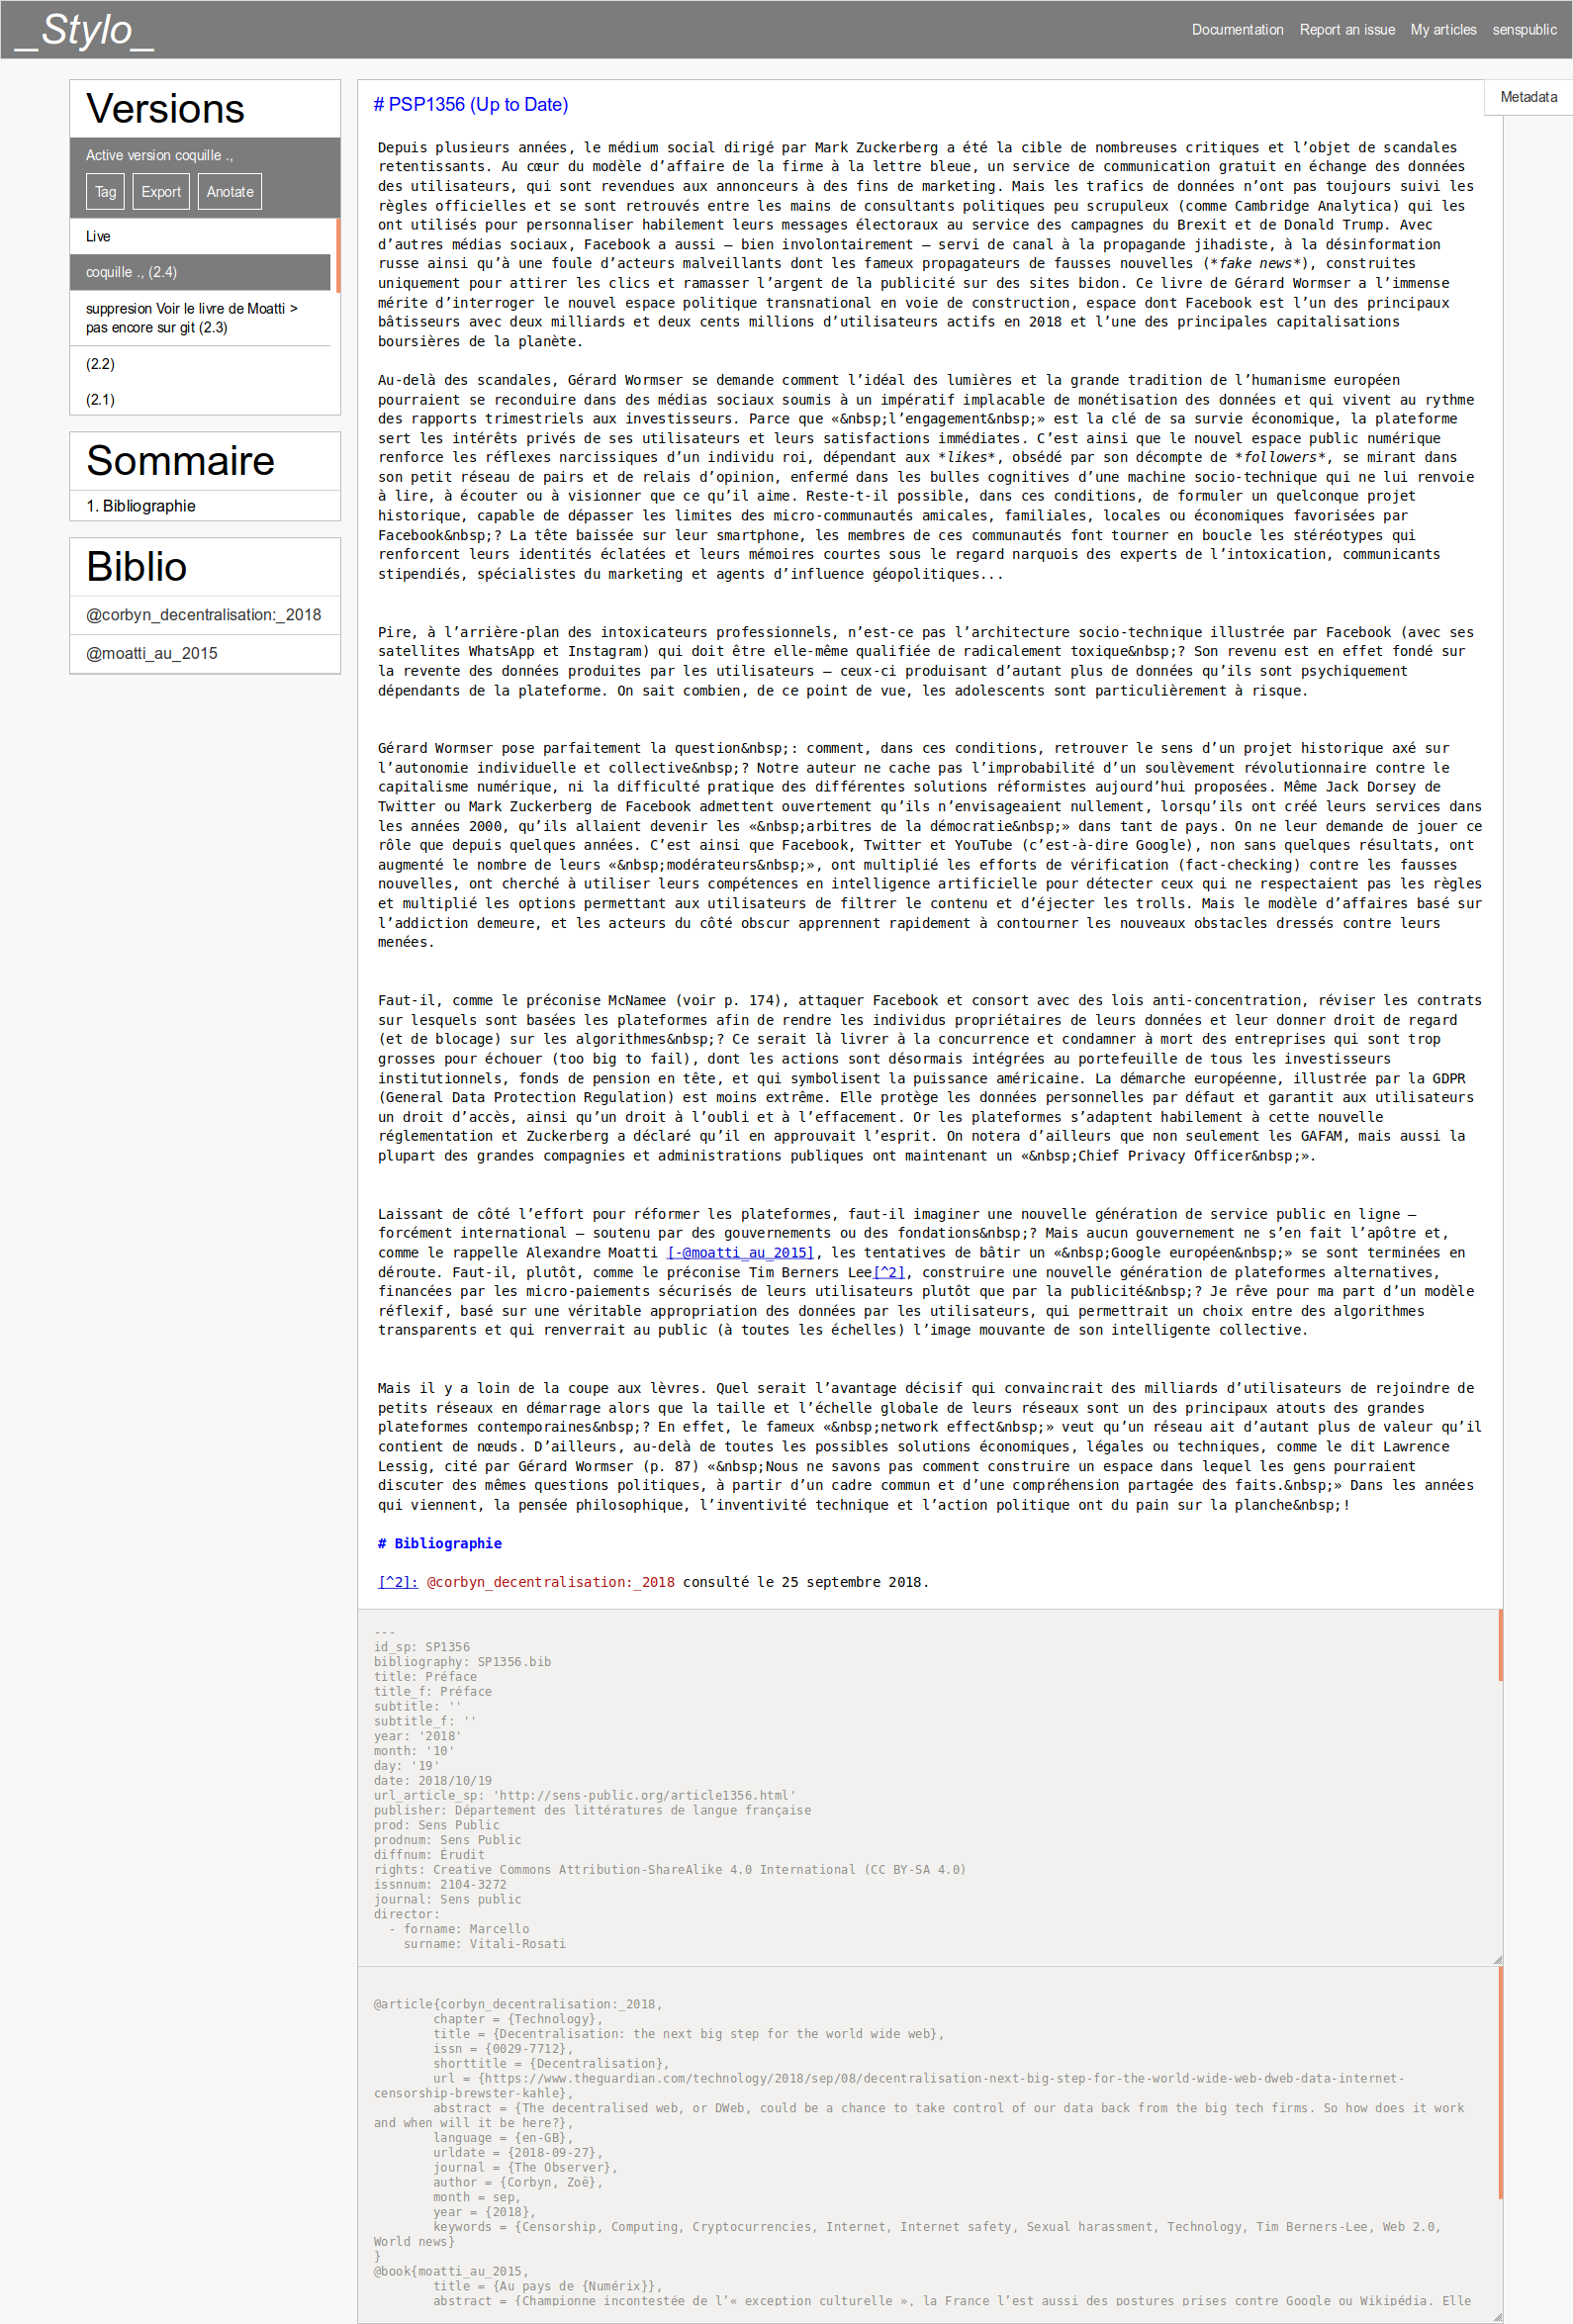 _Stylo_
Documentation Report an issue My articles senspublic
Versions
Active version coquille .,
Tag Export Anotate
Live
coquille ., (2.4)
suppresion Voir le livre de Moatti >
pas encore sur git (2.3)
(2.2)
(2.1)
Sommaire
1. Bibliographie
Biblio
@corbyn_decentralisation:_2018
@moatti_au_2015
Metadata
# PSP1356 (Up to Date)
Depuis plusieurs années, le médium social dirigé par Mark Zuckerberg a été la cible de nombreuses critiques et l’objet de scandales
retentissants. Au cœur du modèle d’affaire de la firme à la lettre bleue, un service de communication gratuit en échange des données
des utilisateurs, qui sont revendues aux annonceurs à des fins de marketing. Mais les trafics de données n’ont pas toujours suivi les
règles officielles et se sont retrouvés entre les mains de consultants politiques peu scrupuleux (comme Cambridge Analytica) qui les
ont utilisés pour personnaliser habilement leurs messages électoraux au service des campagnes du Brexit et de Donald Trump. Avec
d’autres médias sociaux, Facebook a aussi – bien involontairement – servi de canal à la propagande jihadiste, à la désinformation
russe ainsi qu’à une foule d’acteurs malveillants dont les fameux propagateurs de fausses nouvelles (*fake news*), construites
uniquement pour attirer les clics et ramasser l’argent de la publicité sur des sites bidon. Ce livre de Gérard Wormser a l’immense
mérite d’interroger le nouvel espace politique transnational en voie de construction, espace dont Facebook est l’un des principaux
bâtisseurs avec deux milliards et deux cents millions d’utilisateurs actifs en 2018 et l’une des principales capitalisations
boursières de la planète.
Au-delà des scandales, Gérard Wormser se demande comment l’idéal des lumières et la grande tradition de l’humanisme européen
pourraient se reconduire dans des médias sociaux soumis à un impératif implacable de monétisation des données et qui vivent au rythme
des rapports trimestriels aux investisseurs. Parce que «&nbsp;l’engagement&nbsp;» est la clé de sa survie économique, la plateforme
sert les intérêts privés de ses utilisateurs et leurs satisfactions immédiates. C’est ainsi que le nouvel espace public numérique
renforce les réflexes narcissiques d’un individu roi, dépendant aux *likes*, obsédé par son décompte de *followers*, se mirant dans
son petit réseau de pairs et de relais d’opinion, enfermé dans les bulles cognitives d’une machine socio-technique qui ne lui renvoie
à lire, à écouter ou à visionner que ce qu’il aime. Reste-t-il possible, dans ces conditions, de formuler un quelconque projet
historique, capable de dépasser les limites des micro-communautés amicales, familiales, locales ou économiques favorisées par
Facebook&nbsp;? La tête baissée sur leur smartphone, les membres de ces communautés font tourner en boucle les stéréotypes qui
renforcent leurs identités éclatées et leurs mémoires courtes sous le regard narquois des experts de l’intoxication, communicants
stipendiés, spécialistes du marketing et agents d’influence géopolitiques...
Pire, à l’arrière-plan des intoxicateurs professionnels, n’est-ce pas l’architecture socio-technique illustrée par Facebook (avec ses
satellites WhatsApp et Instagram) qui doit être elle-même qualifiée de radicalement toxique&nbsp;? Son revenu est en effet fondé sur
la revente des données produites par les utilisateurs – ceux-ci produisant d’autant plus de données qu’ils sont psychiquement
dépendants de la plateforme. On sait combien, de ce point de vue, les adolescents sont particulièrement à risque.
Gérard Wormser pose parfaitement la question&nbsp;: comment, dans ces conditions, retrouver le sens d’un projet historique axé sur
l’autonomie individuelle et collective&nbsp;? Notre auteur ne cache pas l’improbabilité d’un soulèvement révolutionnaire contre le
capitalisme numérique, ni la difficulté pratique des différentes solutions réformistes aujourd’hui proposées. Même Jack Dorsey de
Twitter ou Mark Zuckerberg de Facebook admettent ouvertement qu’ils n’envisageaient nullement, lorsqu’ils ont créé leurs services dans
les années 2000, qu’ils allaient devenir les «&nbsp;arbitres de la démocratie&nbsp;» dans tant de pays. On ne leur demande de jouer ce
rôle que depuis quelques années. C’est ainsi que Facebook, Twitter et YouTube (c’est-à-dire Google), non sans quelques résultats, ont
augmenté le nombre de leurs «&nbsp;modérateurs&nbsp;», ont multiplié les efforts de vérification (fact-checking) contre les fausses
nouvelles, ont cherché à utiliser leurs compétences en intelligence artificielle pour détecter ceux qui ne respectaient pas les règles
et multiplié les options permettant aux utilisateurs de filtrer le contenu et d’éjecter les trolls. Mais le modèle d’affaires basé sur
l’addiction demeure, et les acteurs du côté obscur apprennent rapidement à contourner les nouveaux obstacles dressés contre leurs
menées.
Faut-il, comme le préconise McNamee (voir p. 174), attaquer Facebook et consort avec des lois anti-concentration, réviser les contrats
sur lesquels sont basées les plateformes afin de rendre les individus propriétaires de leurs données et leur donner droit de regard
(et de blocage) sur les algorithmes&nbsp;? Ce serait là livrer à la concurrence et condamner à mort des entreprises qui sont trop
grosses pour échouer (too big to fail), dont les actions sont désormais intégrées au portefeuille de tous les investisseurs
institutionnels, fonds de pension en tête, et qui symbolisent la puissance américaine. La démarche européenne, illustrée par la GDPR
(General Data Protection Regulation) est moins extrême. Elle protège les données personnelles par défaut et garantit aux utilisateurs
un droit d’accès, ainsi qu’un droit à l’oubli et à l’effacement. Or les plateformes s’adaptent habilement à cette nouvelle
réglementation et Zuckerberg a déclaré qu’il en approuvait l’esprit. On notera d’ailleurs que non seulement les GAFAM, mais aussi la
plupart des grandes compagnies et administrations publiques ont maintenant un «&nbsp;Chief Privacy Officer&nbsp;».
Laissant de côté l’effort pour réformer les plateformes, faut-il imaginer une nouvelle génération de service public en ligne –
forcément international – soutenu par des gouvernements ou des fondations&nbsp;? Mais aucun gouvernement ne s’en fait l’apôtre et,
comme le rappelle Alexandre Moatti [-@moatti_au_2015], les tentatives de bâtir un «&nbsp;Google européen&nbsp;» se sont terminées en
déroute. Faut-il, plutôt, comme le préconise Tim Berners Lee[^2], construire une nouvelle génération de plateformes alternatives,
financées par les micro-paiements sécurisés de leurs utilisateurs plutôt que par la publicité&nbsp;? Je rêve pour ma part d’un modèle
réflexif, basé sur une véritable appropriation des données par les utilisateurs, qui permettrait un choix entre des algorithmes
transparents et qui renverrait au public (à toutes les échelles) l’image mouvante de son intelligente collective.
Mais il y a loin de la coupe aux lèvres. Quel serait l’avantage décisif qui convaincrait des milliards d’utilisateurs de rejoindre de
petits réseaux en démarrage alors que la taille et l’échelle globale de leurs réseaux sont un des principaux atouts des grandes
plateformes contemporaines&nbsp;? En effet, le fameux «&nbsp;network effect&nbsp;» veut qu’un réseau ait d’autant plus de valeur qu’il
contient de nœuds. D’ailleurs, au-delà de toutes les possibles solutions économiques, légales ou techniques, comme le dit Lawrence
Lessig, cité par Gérard Wormser (p. 87) «&nbsp;Nous ne savons pas comment construire un espace dans lequel les gens pourraient
discuter des mêmes questions politiques, à partir d’un cadre commun et d’une compréhension partagée des faits.&nbsp;» Dans les années
qui viennent, la pensée philosophique, l’inventivité technique et l’action politique ont du pain sur la planche&nbsp;!
# Bibliographie
[^2]: @corbyn_decentralisation:_2018 consulté le 25 septembre 2018.
---
id_sp: SP1356
bibliography: SP1356.bib
title: Préface
title_f: Préface
subtitle: ''
subtitle_f: ''
year: '2018'
month: '10'
day: '19'
date: 2018/10/19
url_article_sp: 'http://sens-public.org/article1356.html'
publisher: Département des littératures de langue française
prod: Sens Public
prodnum: Sens Public
diffnum: Érudit
rights: Creative Commons Attribution-ShareAlike 4.0 International (CC BY-SA 4.0)
issnnum: 2104-3272
journal: Sens public
director:
- forname: Marcello
surname: Vitali-Rosati
@article{corbyn_decentralisation:_2018,
chapter = {Technology},
title = {Decentralisation: the next big step for the world wide web},
issn = {0029-7712},
shorttitle = {Decentralisation},
url = {https://www.theguardian.com/technology/2018/sep/08/decentralisation-next-big-step-for-the-world-wide-web-dweb-data-internet-
censorship-brewster-kahle},
abstract = {The decentralised web, or DWeb, could be a chance to take control of our data back from the big tech firms. So how does it work
and when will it be here?},
language = {en-GB},
urldate = {2018-09-27},
journal = {The Observer},
author = {Corbyn, Zoë},
month = sep,
year = {2018},
keywords = {Censorship, Computing, Cryptocurrencies, Internet, Internet safety, Sexual harassment, Technology, Tim Berners-Lee, Web 2.0,
World news}
}
@book{moatti_au_2015,
title = {Au pays de {Numérix}},
abstract = {Championne incontestée de l’« exception culturelle », la France l’est aussi des postures prises contre Google ou Wikipédia. Elle